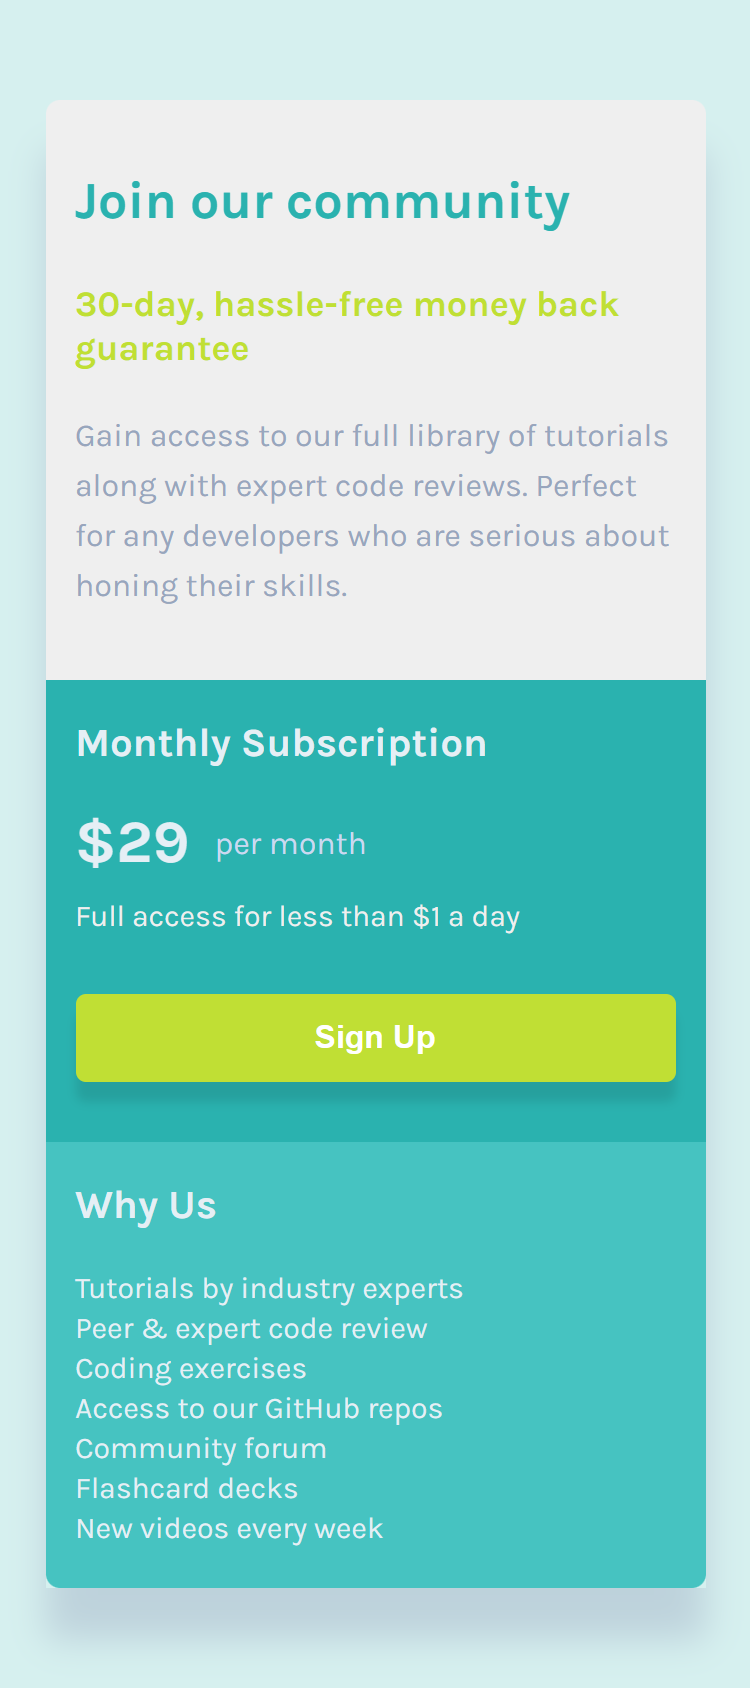 Join our community
30-day, hassle-free money back
guarantee
Gain access to our full library of tutorials
along with expert code reviews. Perfect
for any developers who are serious about
honing their skills.
Monthly Subscription
$29 per month
Full access for less than $1 a day
Sign Up
Why Us
Tutorials by industry experts
Peer & expert code review
Coding exercises
Access to our GitHub repos
Community forum
Flashcard decks
New videos every week